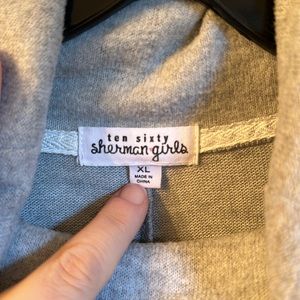 ten sixty
sherman girls
XL
MADE IN
CHINA